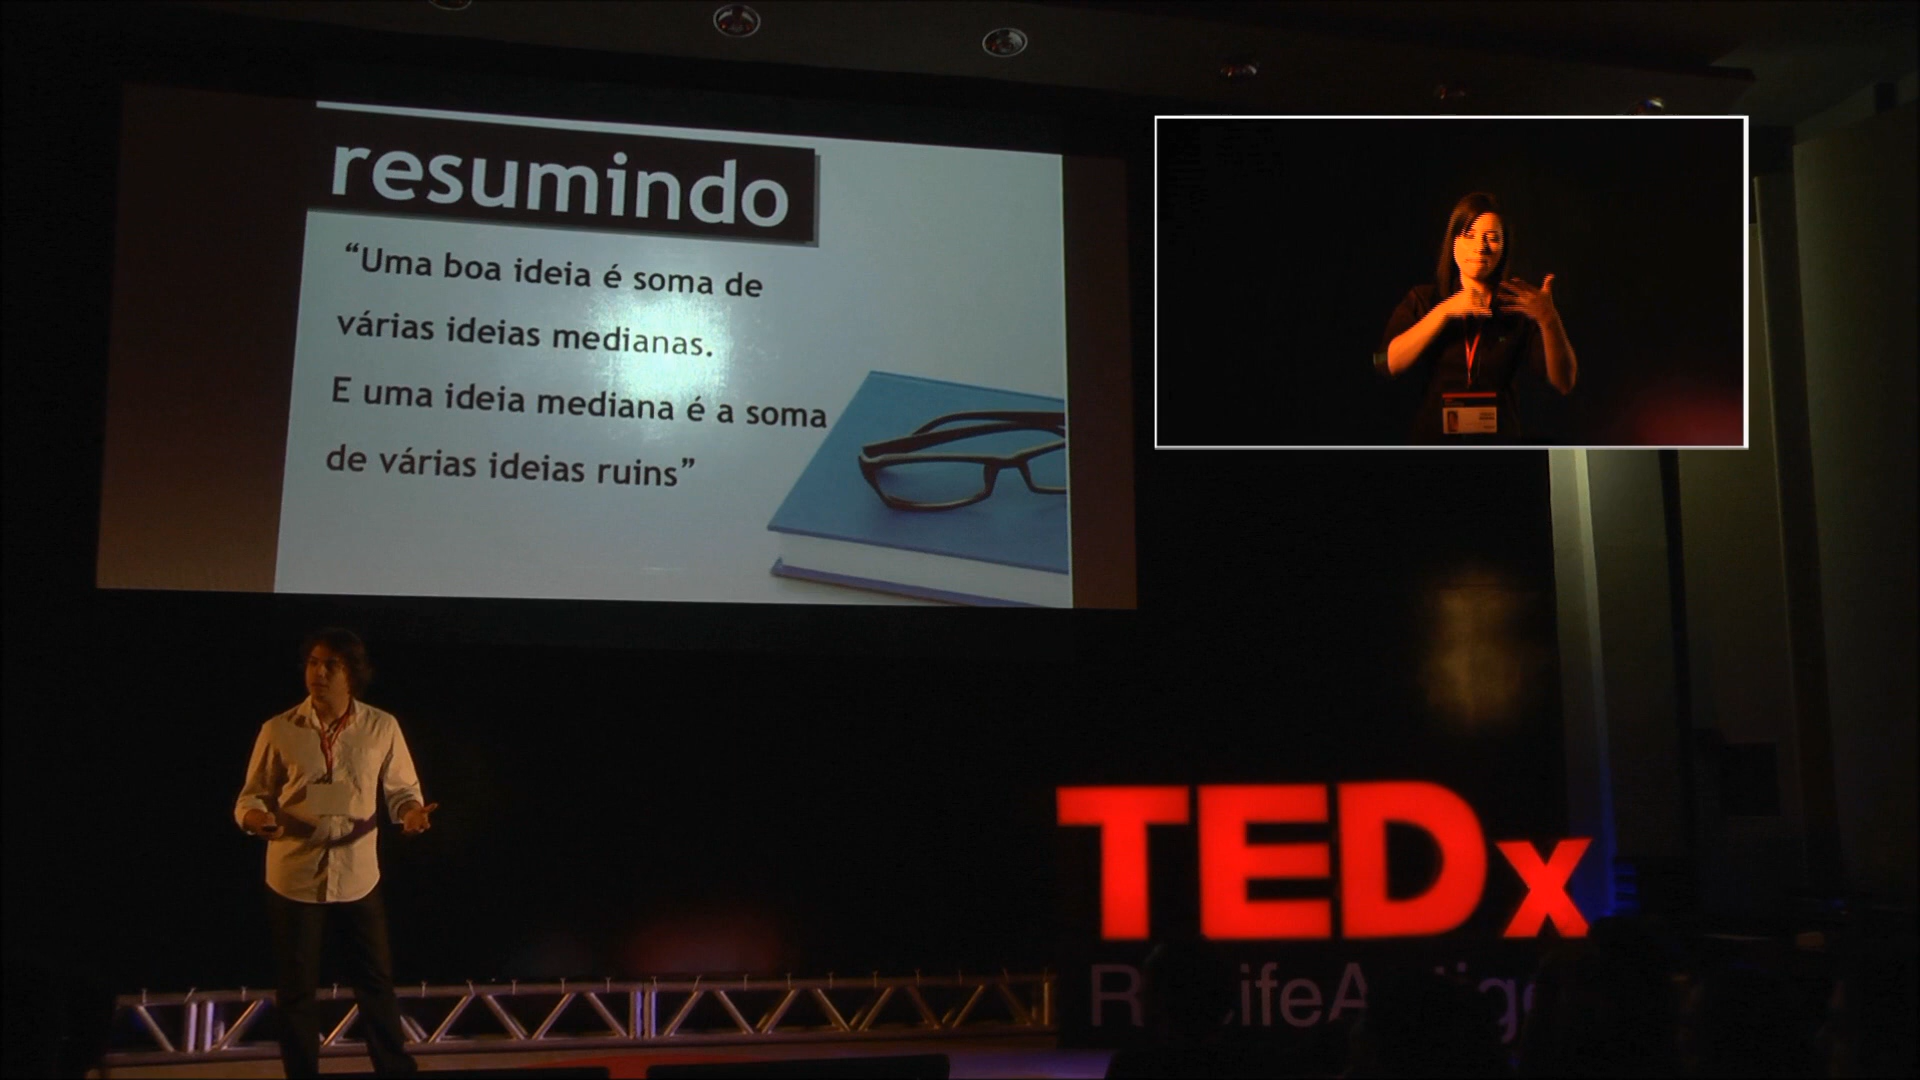 resumindo
“Uma boa ideia é soma de
várias ideias medianas.
E uma ideia mediana é a soma
de várias ideias ruins”
TEDx